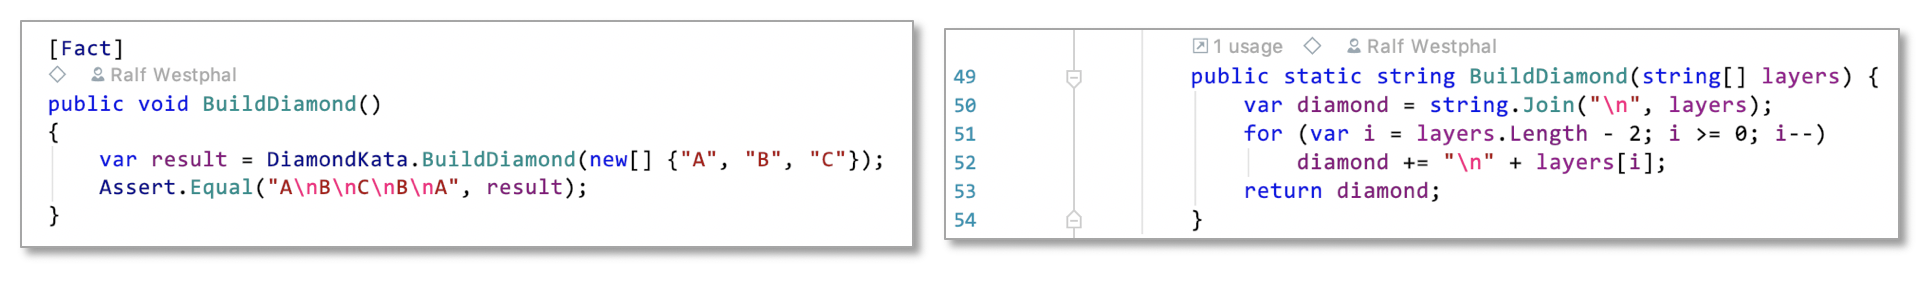 [Fact]
Ralf Westphal
public void BuildDiamond()
{
var result = DiamondKata.BuildDiamond(new[] {"A", "B", "C"});
Assert.Equal("A\nB\nC\nB\nA", result);
}
1 usage Ralf Westphal
49 public static string BuildDiamond(string[] layers) {
50 var diamond = string.Join("\n", layers);
51 for (var i = layers.Length - 2; i >= 0; i--)
52 diamond += "\n" + layers[i];
53 return diamond;
54 }